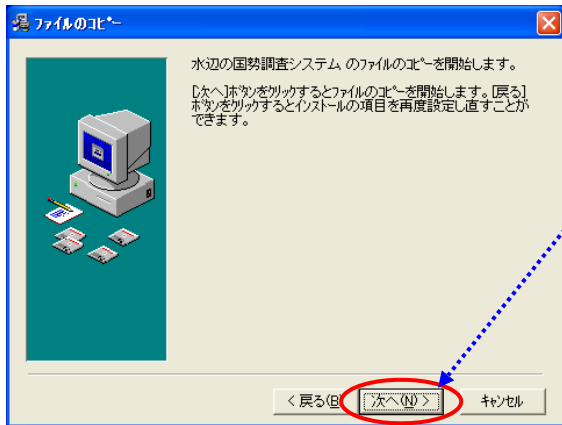 ﾌｧｲﾙのｺﾋﾟｰ
水辺の国勢調査システム のﾌｧｲﾙのｺﾋﾟｰを開始します。
[次へ]ﾎﾞﾀﾝをｸﾘｯｸするとﾌｧｲﾙのｺﾋﾟｰを開始します。[戻る]
ﾎﾞﾀﾝをｸﾘｯｸするとインストールの項目を再度設定し直すことが
できます。
< 戻る(B) 次へ(N) > ｷｬﾝｾﾙ